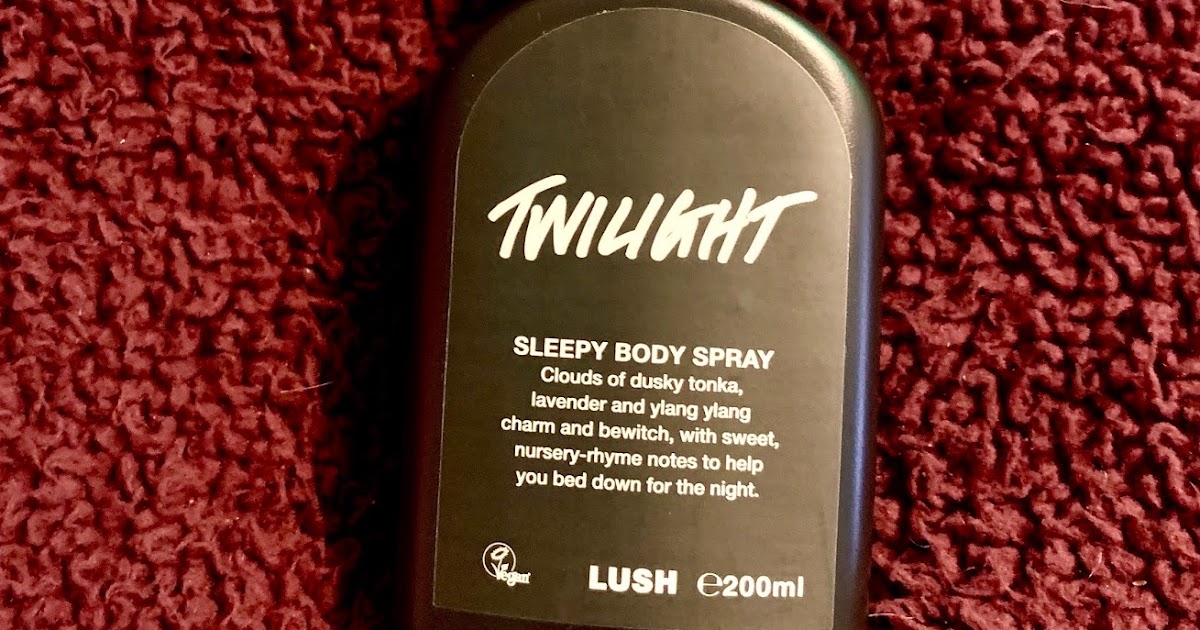 TWILIGHT
SLEEPY BODY SPRAY
Clouds of dusky tonka,
lavender and ylang ylang
charm and bewitch, with sweet,
nursery-rhyme notes to help
you bed down for the night.
Vegan
LUSH ℮200ml